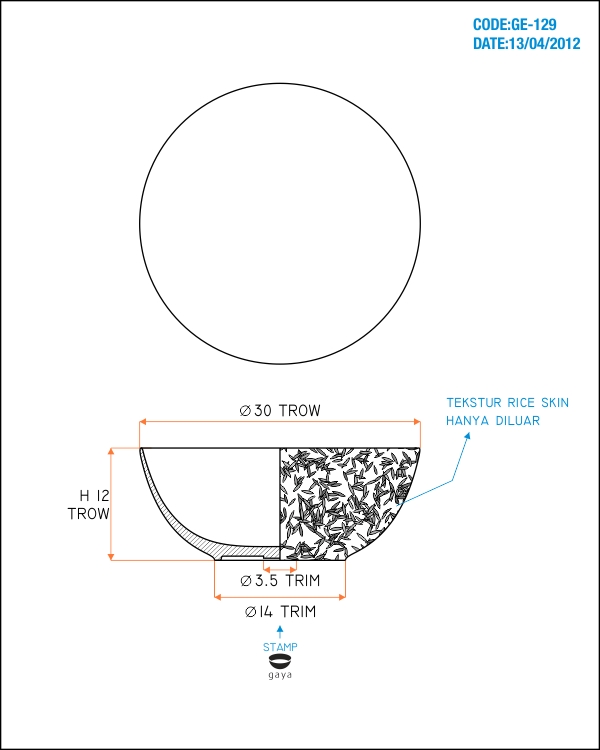 CODE:GE-129
DATE:13/04/2012
TEKSTUR RICE SKIN
HANYA DILUAR
∅30 TROW
H 12
TROW
∅3.5 TRIM
∅14 TRIM
STAMP
gaya